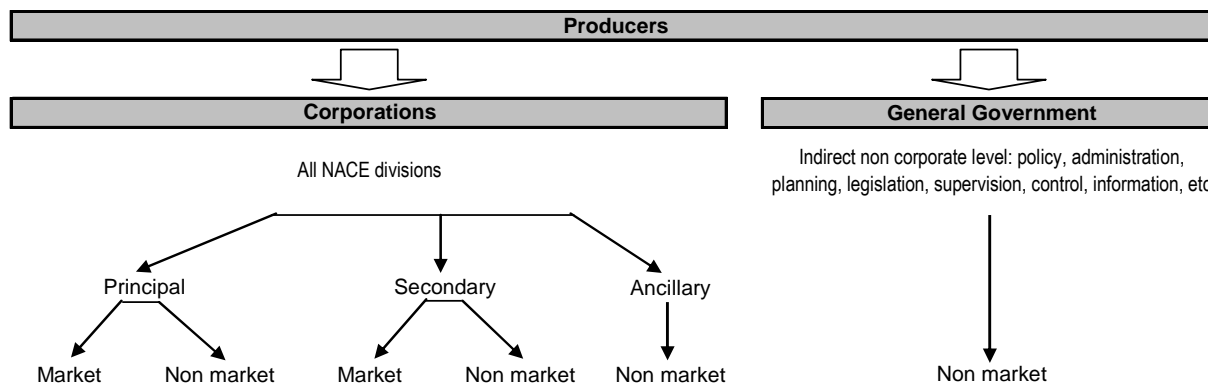 Producers
Corporations
General Government
All NACE divisions
Indirect non corporate level: policy, administration,
planning, legislation, supervision, control, information, etc
Principal
Secondary
Ancillary
Market
Non market
Market
Non market
Non market
Non market